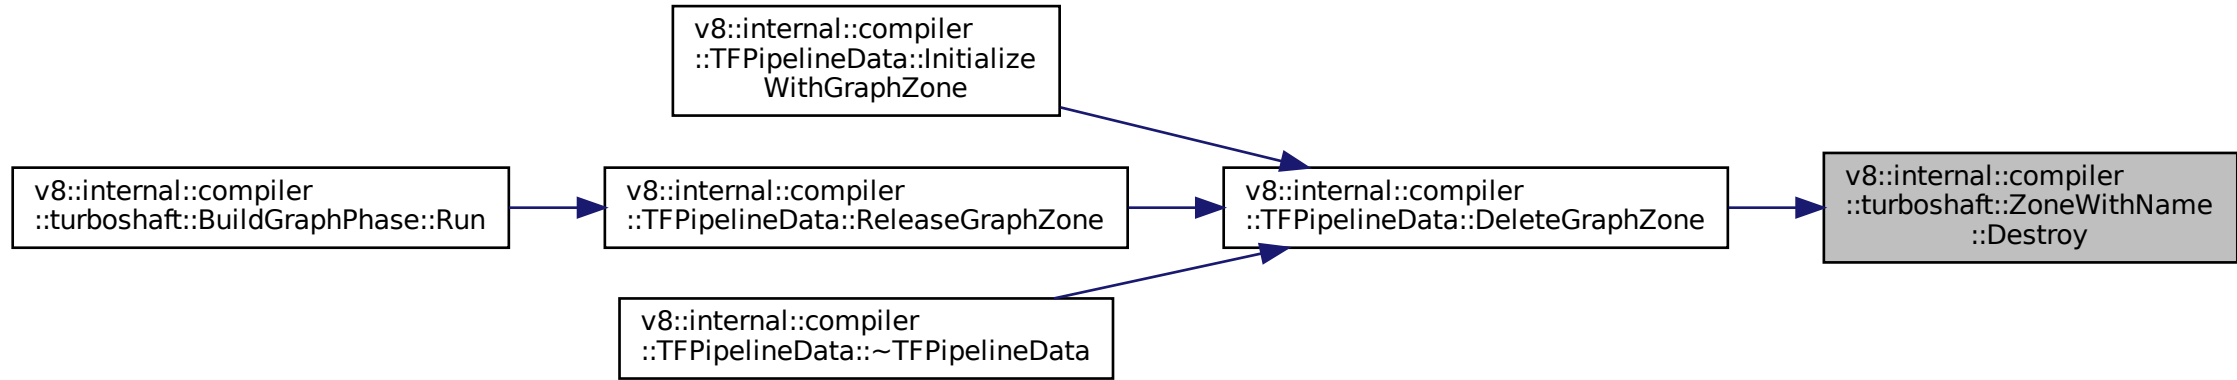 v8::internal::compiler
::TFPipelineData::Initialize
WithGraphZone
v8::internal::compiler
::turboshaft::BuildGraphPhase::Run
v8::internal::compiler
::TFPipelineData::ReleaseGraphZone
v8::internal::compiler
::TFPipelineData::~TFPipelineData
v8::internal::compiler
::TFPipelineData::DeleteGraphZone
v8::internal::compiler
::turboshaft::ZoneWithName
::Destroy